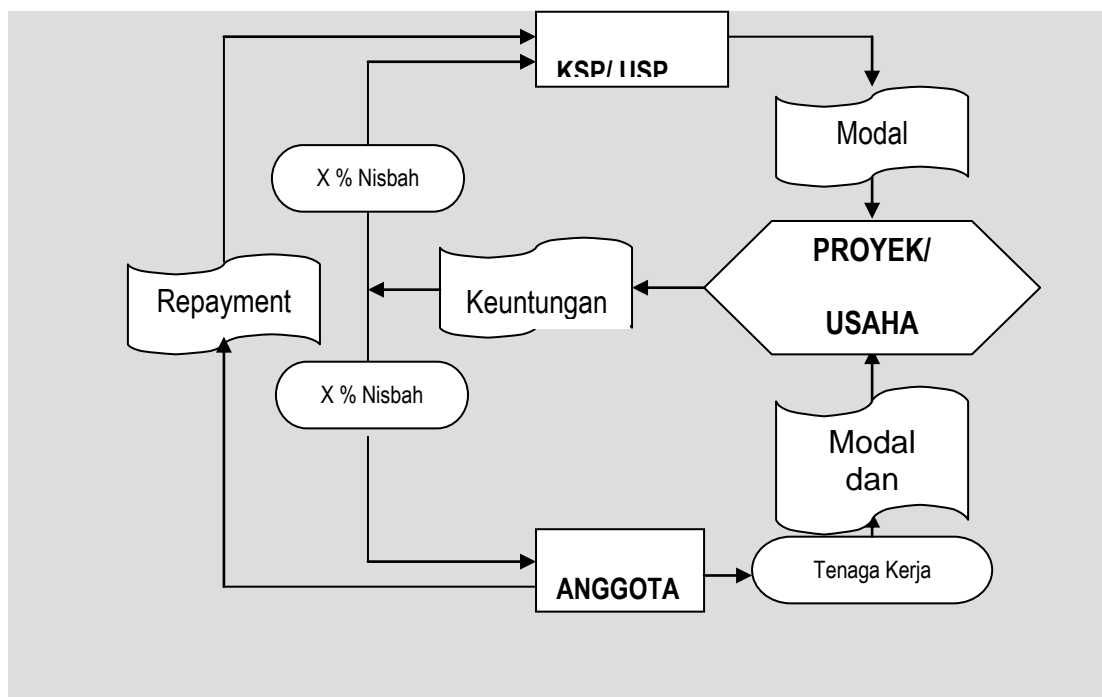 KSP/ USP
Modal
X % Nisbah
PROYEK/
USAHA
Repayment
Keuntungan
X % Nisbah
Modal
dan
Tenaga Kerja
ANGGOTA